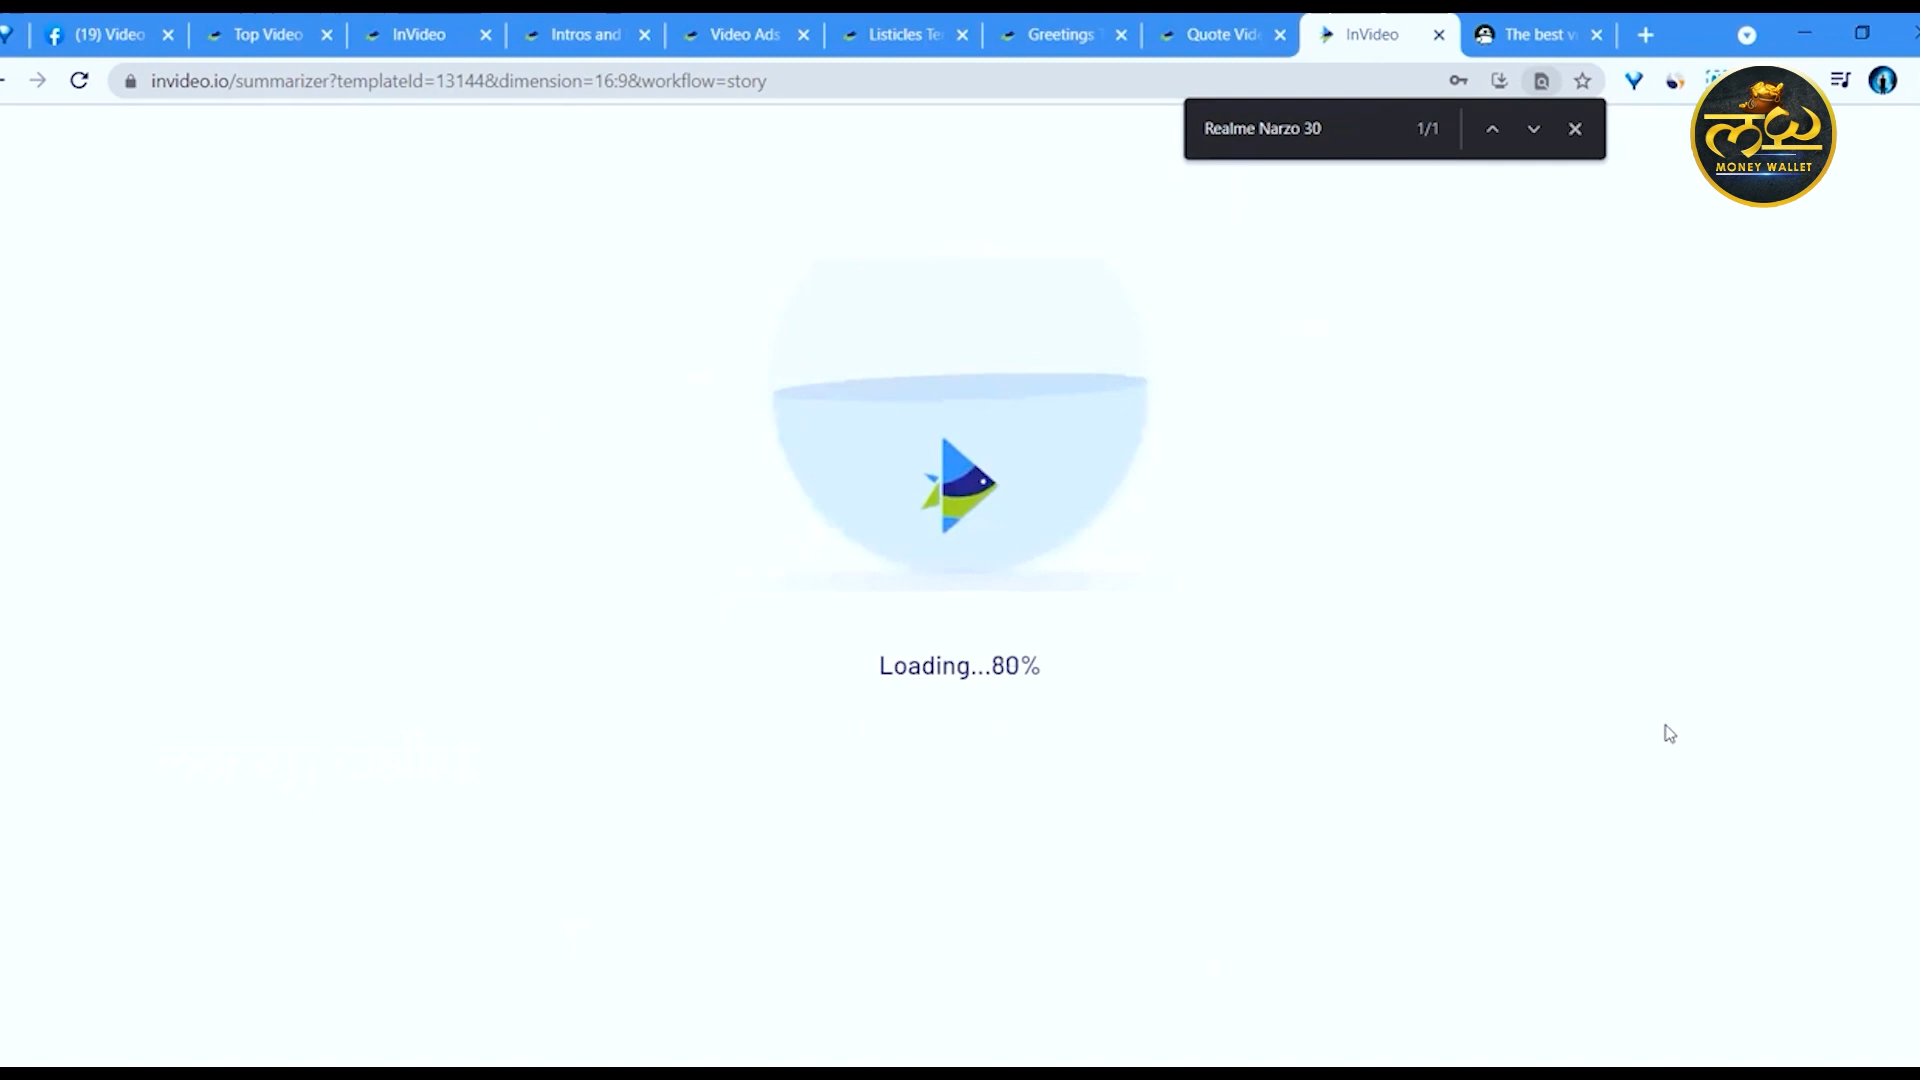 (19) Video
Top Video
InVideo
Intros and
Video Ads
Listicles Te
Greetings T
Quote Vid
InVideo
The best v
invideo.io/summarizer?templateId=13144&dimension=16:9&workflow=story
Realme Narzo 30 1/1
MONEY WALLET
Loading...80%